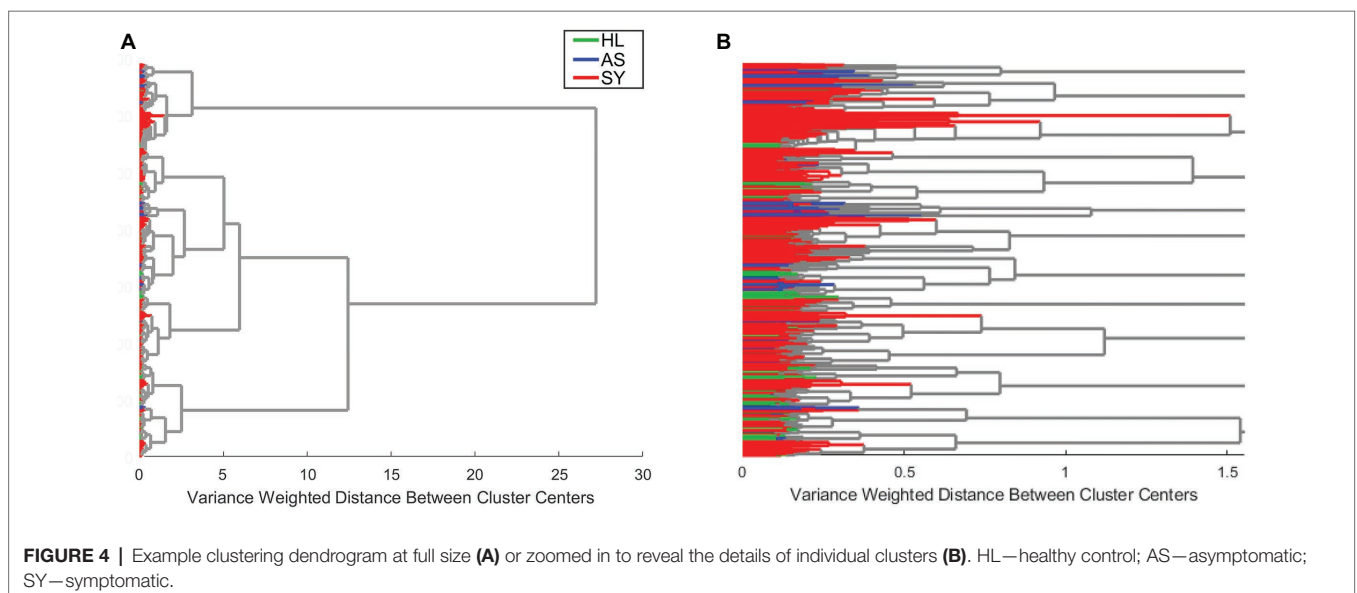 A
HL
AS
SY
0 5 10 15 20 25 30
Variance Weighted Distance Between Cluster Centers
B
0 0.5 1 1.5
Variance Weighted Distance Between Cluster Centers
FIGURE 4 | Example clustering dendrogram at full size (A) or zoomed in to reveal the details of individual clusters (B). HL—healthy control; AS—asymptomatic;
SY—symptomatic.